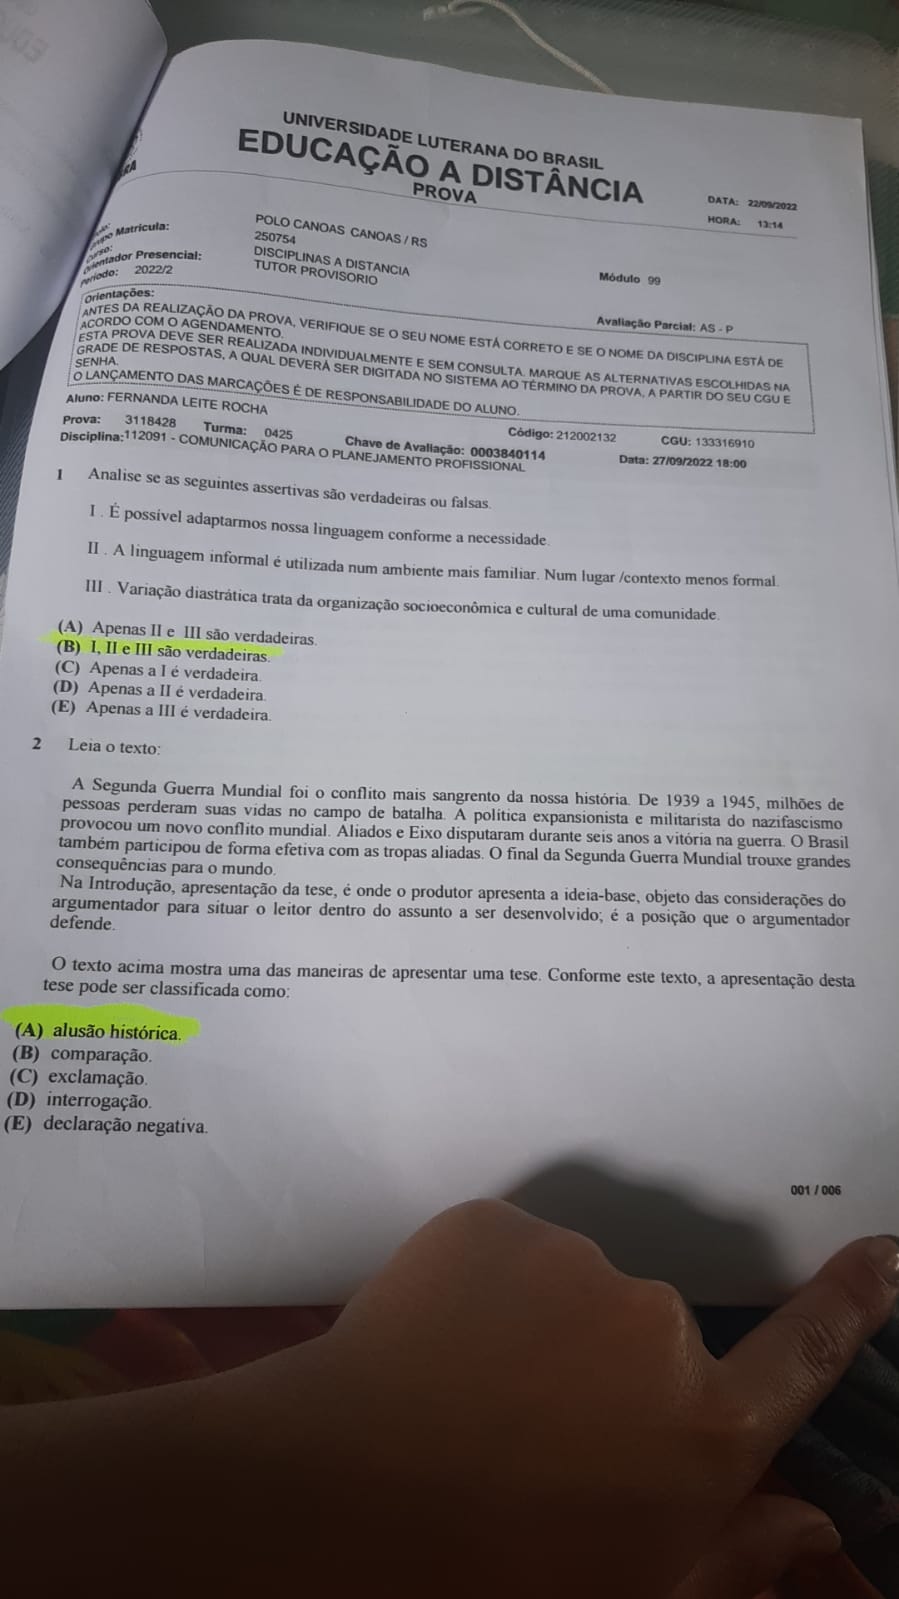 UNIVERSIDADE LUTERANA DO BRASIL
EDUCAÇÃO A DISTÂNCIA
PROVA
DATA: 22/09/2022
HORA: 13:14
POLO CANOAS CANOAS / RS
Matrícula: 250754
DISCIPLINAS A DISTANCIA
Orientador Presencial: TUTOR PROVISORIO
Período: 2022/2
Módulo 99
Avaliação Parcial: AS - P
Orientações:
ANTES DA REALIZAÇÃO DA PROVA, VERIFIQUE SE O SEU NOME ESTÁ CORRETO E SE O NOME DA DISCIPLINA ESTÁ DE
ACORDO COM O AGENDAMENTO.
ESTA PROVA DEVE SER REALIZADA INDIVIDUALMENTE E SEM CONSULTA. MARQUE AS ALTERNATIVAS ESCOLHIDAS NA
GRADE DE RESPOSTAS, A QUAL DEVERÁ SER DIGITADA NO SISTEMA AO TÉRMINO DA PROVA, A PARTIR DO SEU CGU E
SENHA.
O LANÇAMENTO DAS MARCAÇÕES É DE RESPONSABILIDADE DO ALUNO.
Aluno: FERNANDA LEITE ROCHA
Código: 212002132 CGU: 133316910
Prova: 3118428 Turma: 0425 Chave de Avaliação: 0003840114 Data: 27/09/2022 18:00
Disciplina: 112091 - COMUNICAÇÃO PARA O PLANEJAMENTO PROFISSIONAL
1 Analise se as seguintes assertivas são verdadeiras ou falsas.
I . É possível adaptarmos nossa linguagem conforme a necessidade.
II . A linguagem informal é utilizada num ambiente mais familiar. Num lugar /contexto menos formal.
III . Variação diastrática trata da organização socioeconômica e cultural de uma comunidade.
(A) Apenas II e III são verdadeiras.
(B) I, II e III são verdadeiras.
(C) Apenas a I é verdadeira.
(D) Apenas a II é verdadeira.
(E) Apenas a III é verdadeira.
2 Leia o texto:
A Segunda Guerra Mundial foi o conflito mais sangrento da nossa história. De 1939 a 1945, milhões de
pessoas perderam suas vidas no campo de batalha. A política expansionista e militarista do nazifascismo
provocou um novo conflito mundial. Aliados e Eixo disputaram durante seis anos a vitória na guerra. O Brasil
também participou de forma efetiva com as tropas aliadas. O final da Segunda Guerra Mundial trouxe grandes
consequências para o mundo.
Na Introdução, apresentação da tese, é onde o produtor apresenta a ideia-base, objeto das considerações do
argumentador para situar o leitor dentro do assunto a ser desenvolvido; é a posição que o argumentador
defende.
O texto acima mostra uma das maneiras de apresentar uma tese. Conforme este texto, a apresentação desta
tese pode ser classificada como:
(A) alusão histórica.
(B) comparação.
(C) exclamação.
(D) interrogação.
(E) declaração negativa.
001 / 006